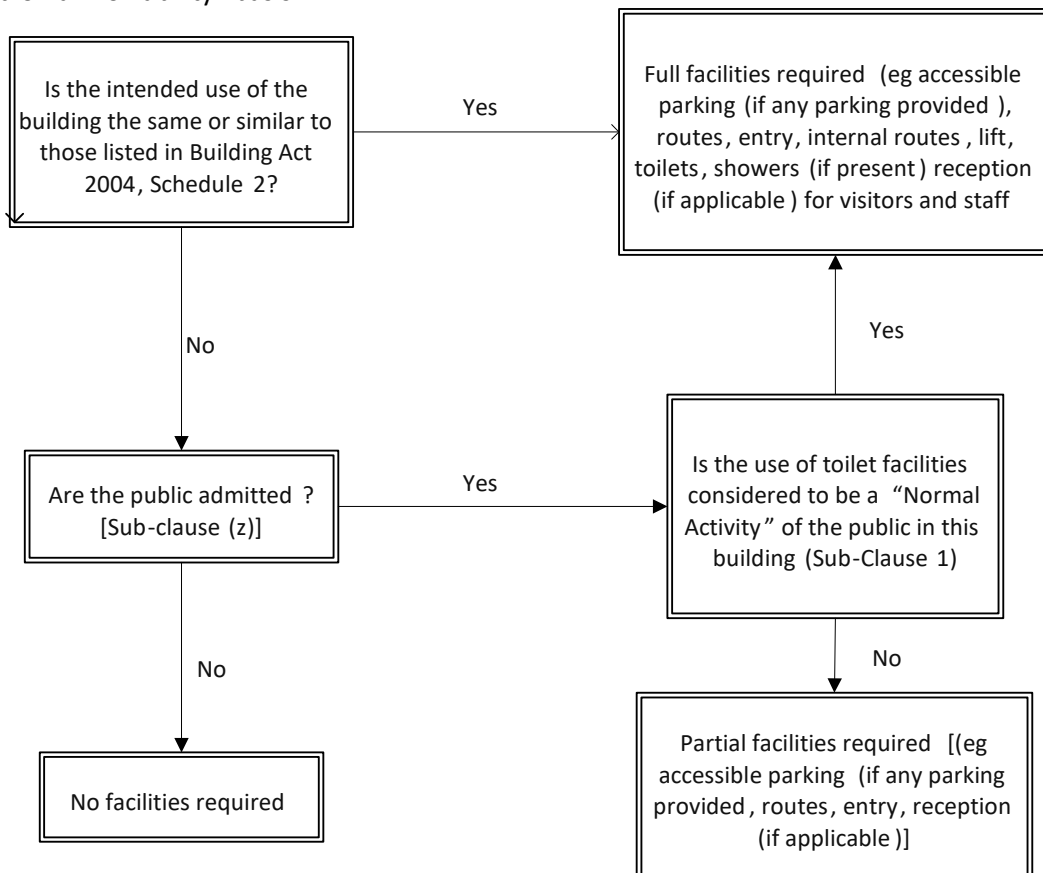 Is the intended use of the
building the same or similar to
those listed in Building Act
2004, Schedule 2?
Yes
Full facilities required (eg accessible
parking (if any parking provided ),
routes, entry, internal routes , lift,
toilets, showers (if present ) reception
(if applicable ) for visitors and staff
No
Yes
Are the public admitted ?
[Sub-clause (z)]
Yes
Is the use of toilet facilities
considered to be a “Normal
Activity” of the public in this
building (Sub-Clause 1)
No
No
No facilities required
Partial facilities required [(eg
accessible parking (if any parking
provided , routes, entry, reception
(if applicable )]